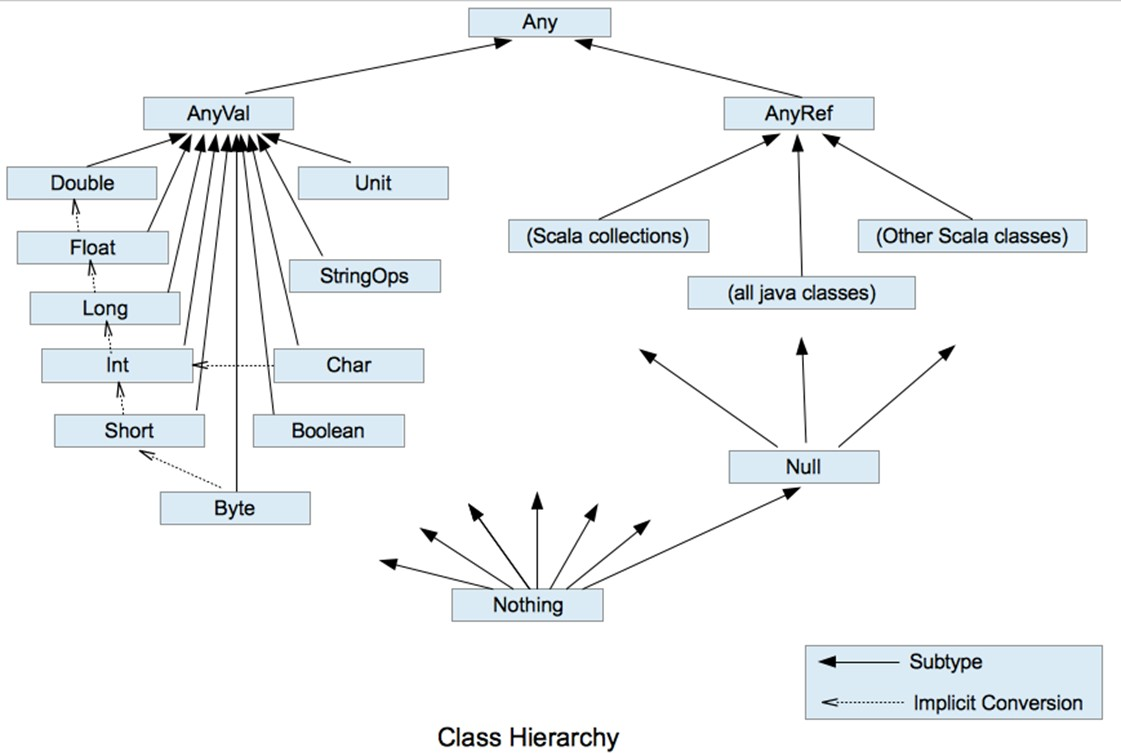 Any
AnyVal
AnyRef
Double
Unit
Float
(Scala collections)
(Other Scala classes)
StringOps
Long
(all java classes)
Int
Char
Short
Boolean
Null
Byte
Nothing
Subtype
Implicit Conversion
Class Hierarchy